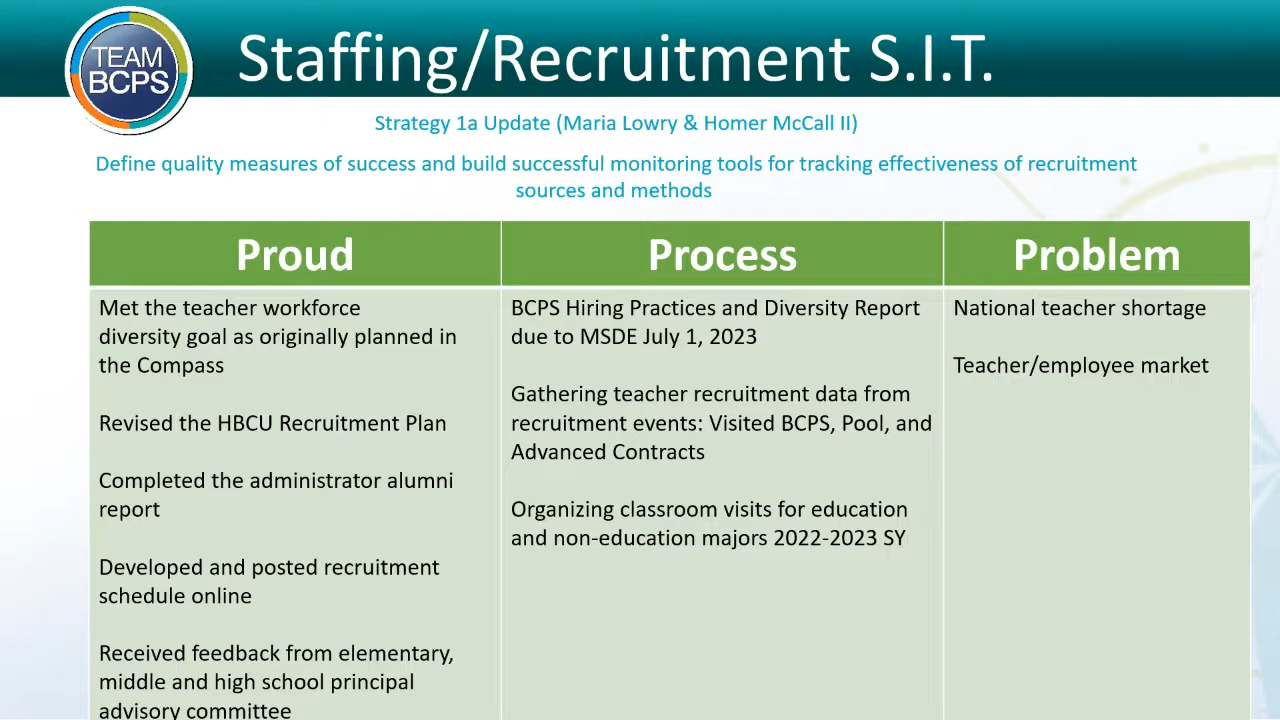 TEAM
BCPS
Staffing/Recruitment S.I.T.
Strategy 1a Update (Maria Lowry & Homer McCall II)
Define quality measures of success and build successful monitoring tools for tracking effectiveness of recruitment
sources and methods
Proud
Process
Problem
Met the teacher workforce
diversity goal as originally planned in
the Compass
Revised the HBCU Recruitment Plan
Completed the administrator alumni
report
Developed and posted recruitment
schedule online
Received feedback from elementary,
middle and high school principal
advisory committee
BCPS Hiring Practices and Diversity Report
due to MSDE July 1, 2023
Gathering teacher recruitment data from
recruitment events: Visited BCPS, Pool, and
Advanced Contracts
Organizing classroom visits for education
and non-education majors 2022-2023 SY
National teacher shortage
Teacher/employee market